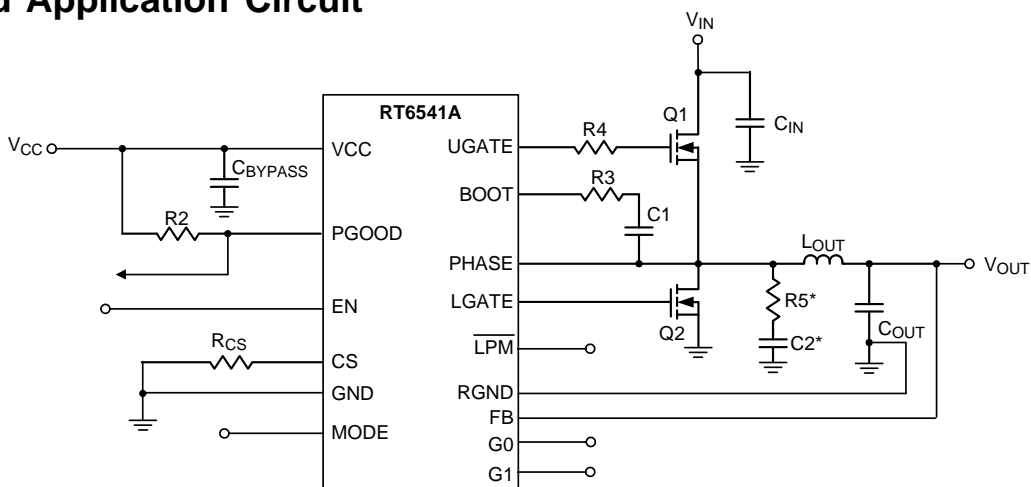 d Application Circuit
VIN
RT6541A
Q1
CIN
R4
VCC
VCC
UGATE
CBYPASS
R3
BOOT
C1
R2
PGOOD
LOUT
PHASE
VOUT
EN
LGATE
R5*
Q2
COUT
RCS
LPM
C2*
CS
GND
RGND
FB
MODE
G0
G1